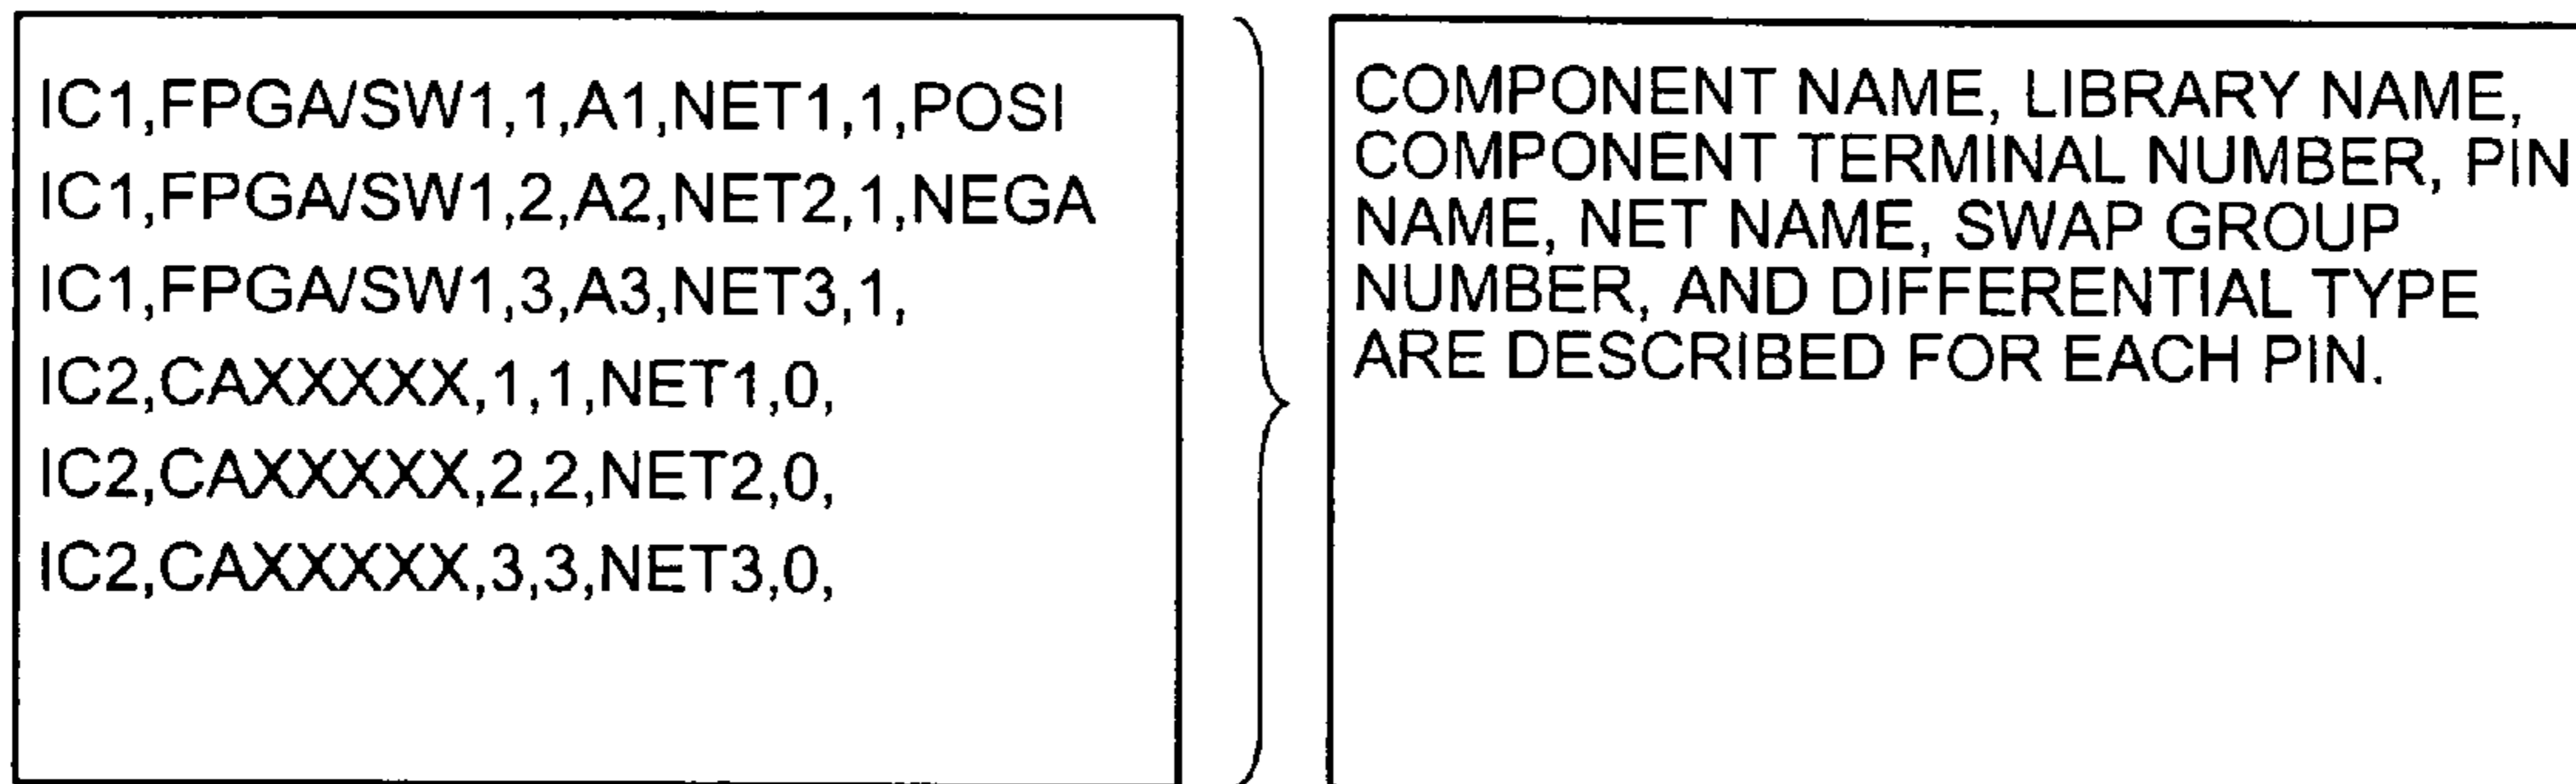 IC1,FPGA/SW1,1,A1,NET1,1,POSI
IC1,FPGA/SW1,2,A2,NET2,1,NEGA
IC1,FPGA/SW1,3,A3,NET3,1,
IC2,CAXXXXX,1,1,NET1,0,
IC2,CAXXXXX,2,2,NET2,0,
IC2,CAXXXXX,3,3,NET3,0,
COMPONENT NAME, LIBRARY NAME,
COMPONENT TERMINAL NUMBER, PIN
NAME, NET NAME, SWAP GROUP
NUMBER, AND DIFFERENTIAL TYPE
ARE DESCRIBED FOR EACH PIN.